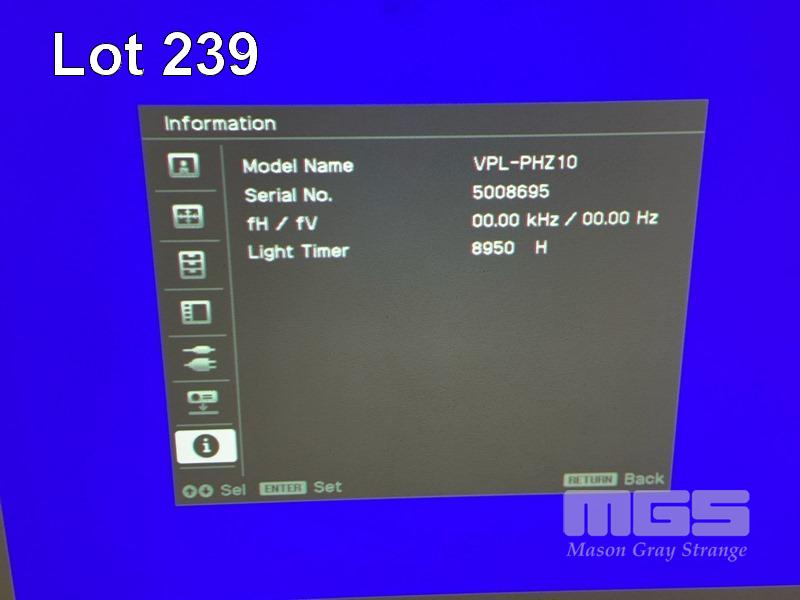 Lot 239
Information
Model Name VPL-PHZ10
Serial No. 5008695
fH / fV 00.00 kHz / 00.00 Hz
Light Timer 8950 H
Sel ENTER Set RETURN Back
MGS
Mason Gray Strange